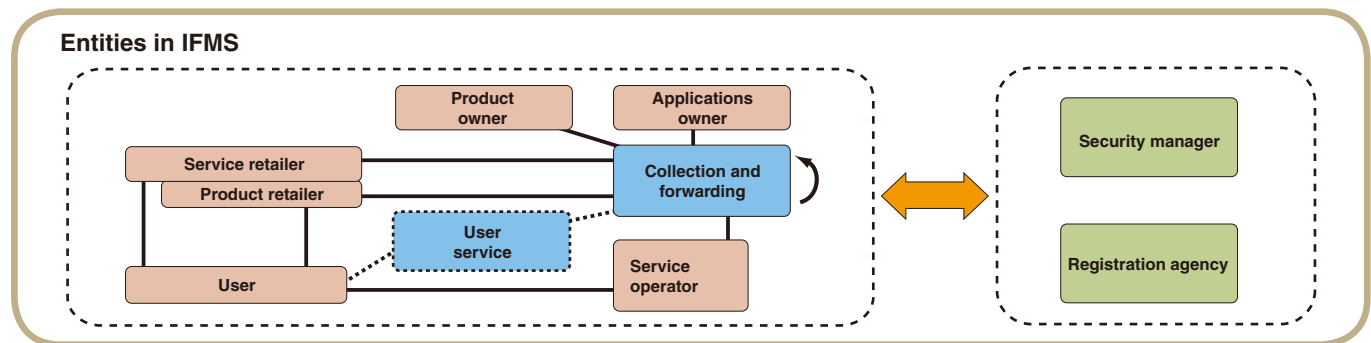 Entities in IFMS
Product
owner
Applications
owner
Service retailer
Product retailer
Collection and
forwarding
User
service
User
Service
operator
Security manager
Registration agency